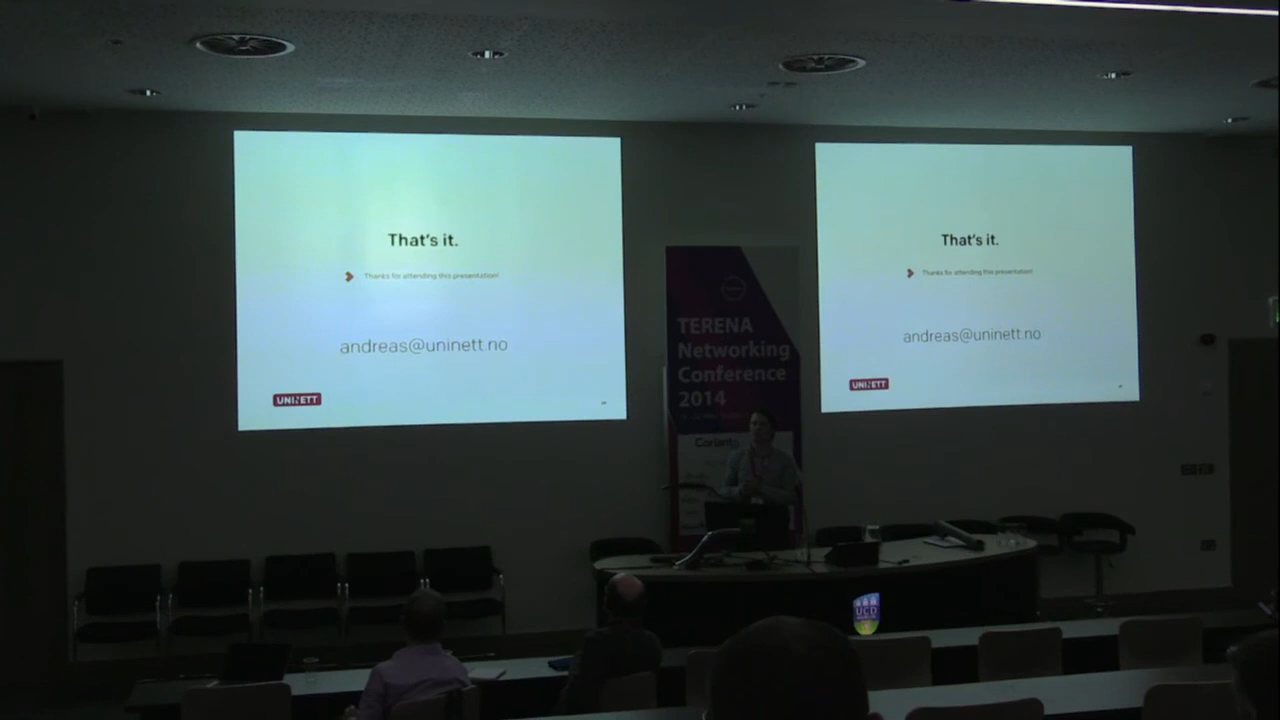 That's it.
Thanks for attending this presentation!
andreas@uninett.no
UNINETT
TERENA
Networking
Conference
2014
That's it.
Thanks for attending this presentation!
andreas@uninett.no
UNINETT
UCD